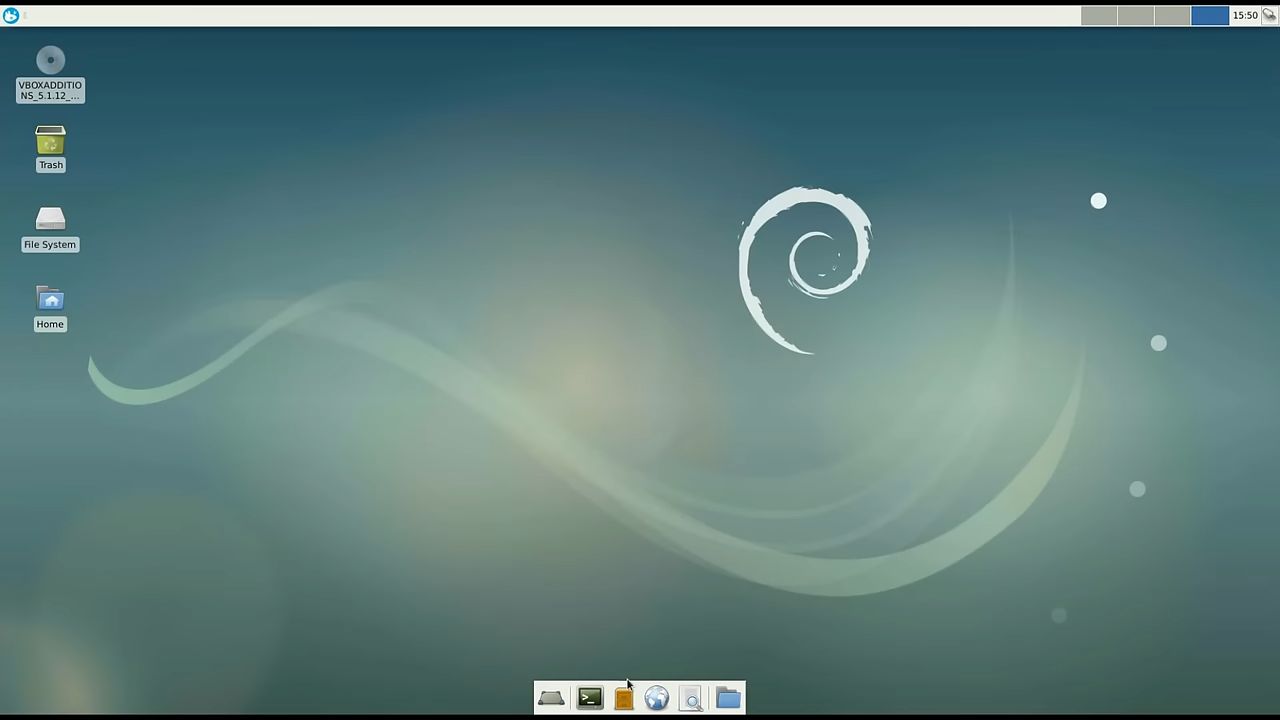 15:50
VBOXADDITIO
NS_5.1.12_...
Trash
File System
Home